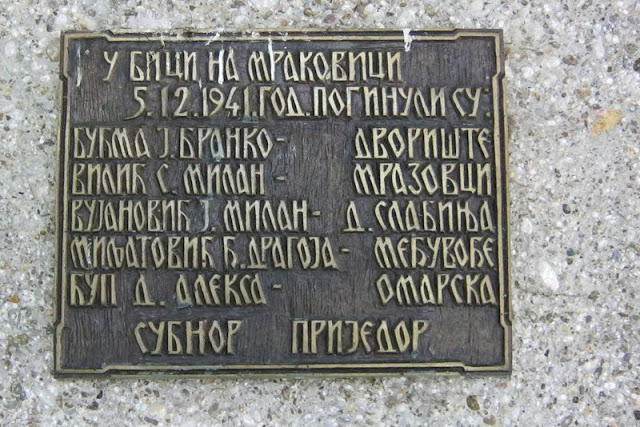 У БИЦИ НА МРАКОВИЦИ
5.12.1941.ГОД.ПОГИНУЛИ СУ:
БУЂМА Ј. БРАНКО- ДВОРИШТЕ
ВИЛИЋ С. МИЛАН - МРАЗОВЦИ
ВУЈАНОВИЋ Ј. МИЛАН- Д. СЛАБИЊА
МИЉАТОВИЋ Ђ. ДРАГОЈА- МЕЂУВОЂЕ
ЋУП Д. АЛЕКСА- ОМАРСКА
СУБНОР ПРИЈЕДОР